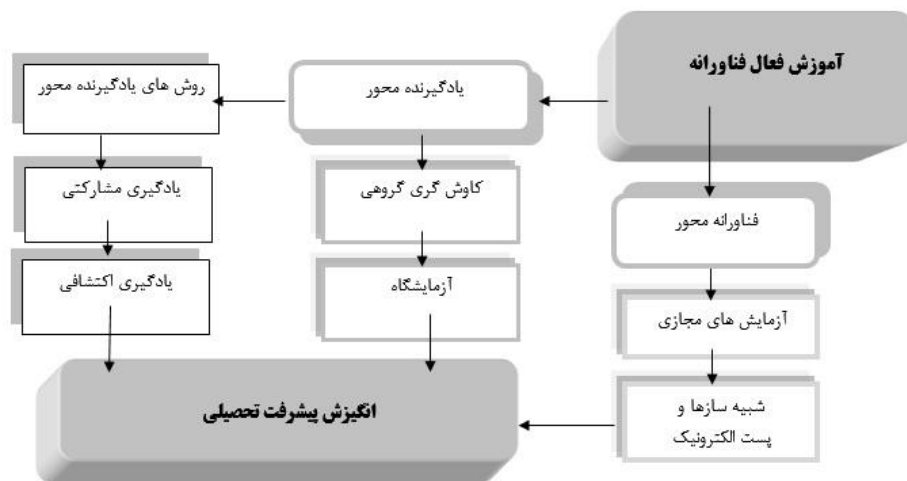 آموزش فعال فناورانه
یادگیرنده محور
روش های یادگیرنده محور
کاوش گری گروهی
یادگیری مشارکتی
فناورانه محور
آزمایشگاه
یادگیری اکتشافی
آزمایش های مجازی
شبیه سازها و
پست الکترونیک
انگیزش پیشرفت تحصیلی